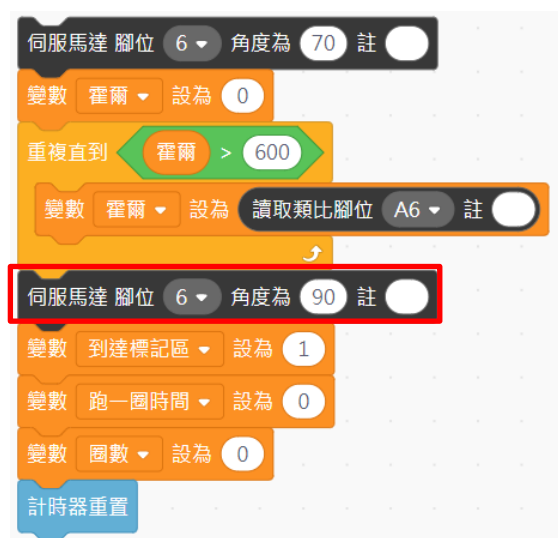 伺服馬達 腳位 6 角度為 70 註
變數 霍爾 設為 0
重複直到 霍爾 > 600
變數 霍爾 設為 讀取類比腳位 A6 註
伺服馬達 腳位 6 角度為 90 註
變數 到達標記區 設為 1
變數 跑一圈時間 設為 0
變數 圈數 設為 0
計時器重置